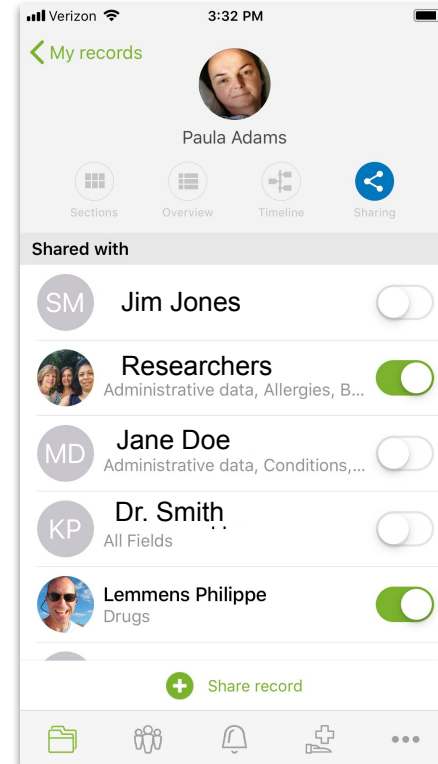 Verizon 3:32 PM
My records
Paula Adams
Sections Overview Timeline Sharing
Shared with
SM Jim Jones
Researchers
Administrative data, Allergies, B...
MD Jane Doe
Administrative data, Conditions,...
KP Dr. Smith
All Fields
Lemmens Philippe
Drugs
Share record